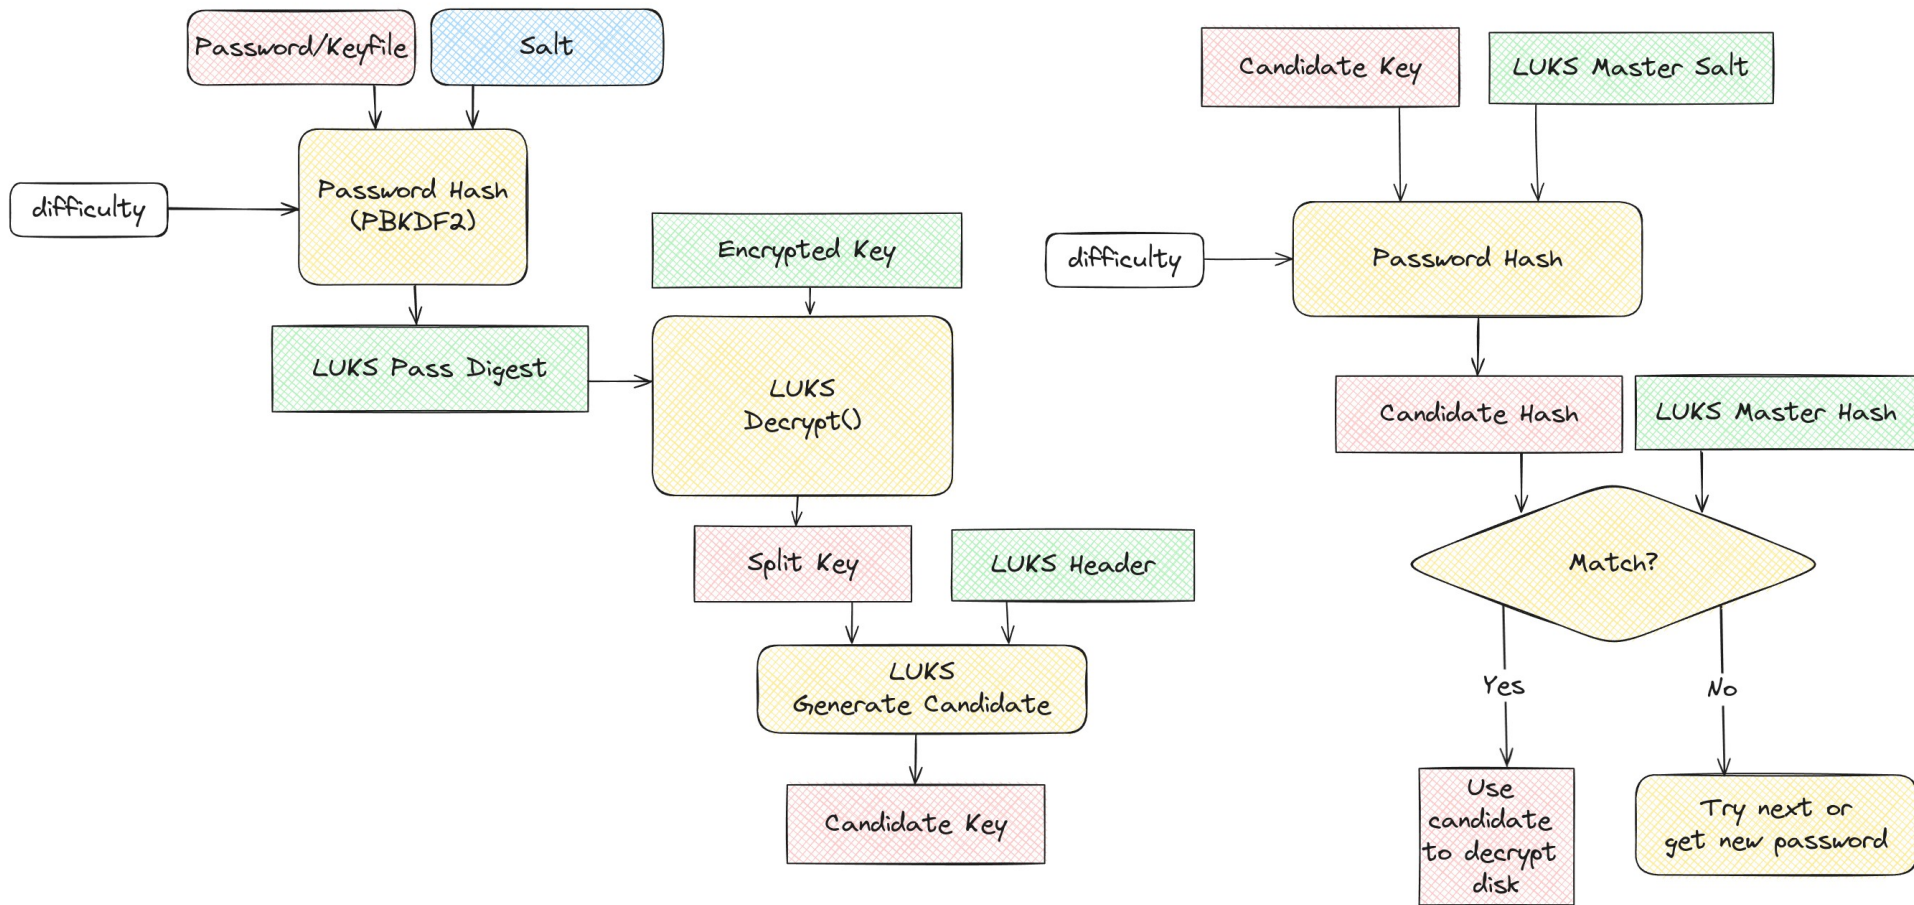 Password/Keyfile
Salt
difficulty
Password Hash
(PBKDF2)
LUKS Pass Digest
Encrypted Key
LUKS
Decrypt()
Split Key
LUKS Header
LUKS
Generate Candidate
Candidate Key
Candidate Key
LUKS Master Salt
difficulty
Password Hash
Candidate Hash
LUKS Master Hash
Match?
Yes
No
Use
candidate
to decrypt
disk
Try next or
get new password